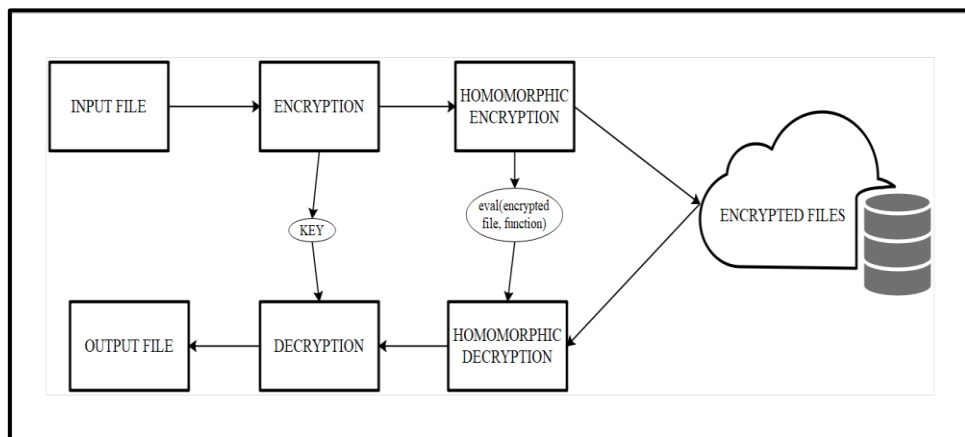 INPUT FILE
ENCRYPTION
HOMOMORPHIC
ENCRYPTION
eval(encrypted
file, function)
KEY
ENCRYPTED FILES
OUTPUT FILE
DECRYPTION
HOMOMORPHIC
DECRYPTION